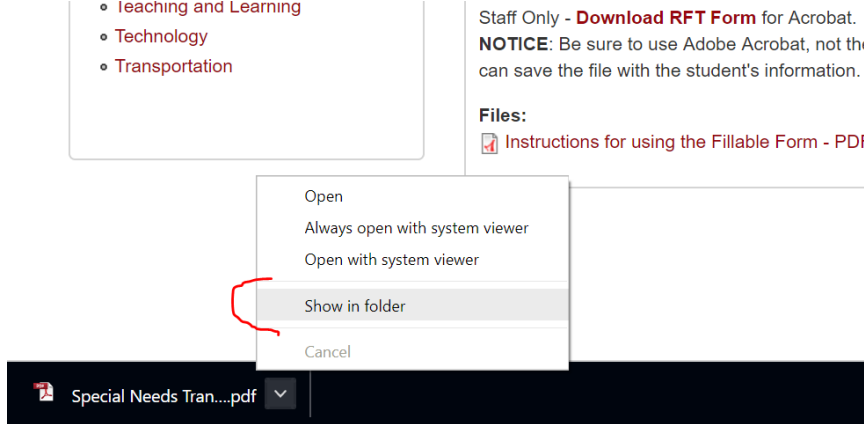 Teaching and Learning
Technology
Transportation
Staff Only - Download RFT Form for Acrobat.
NOTICE: Be sure to use Adobe Acrobat, not the
can save the file with the student's information.
Files:
Instructions for using the Fillable Form - PDF
Open
Always open with system viewer
Open with system viewer
Show in folder
Cancel
Special Needs Tran....pdf